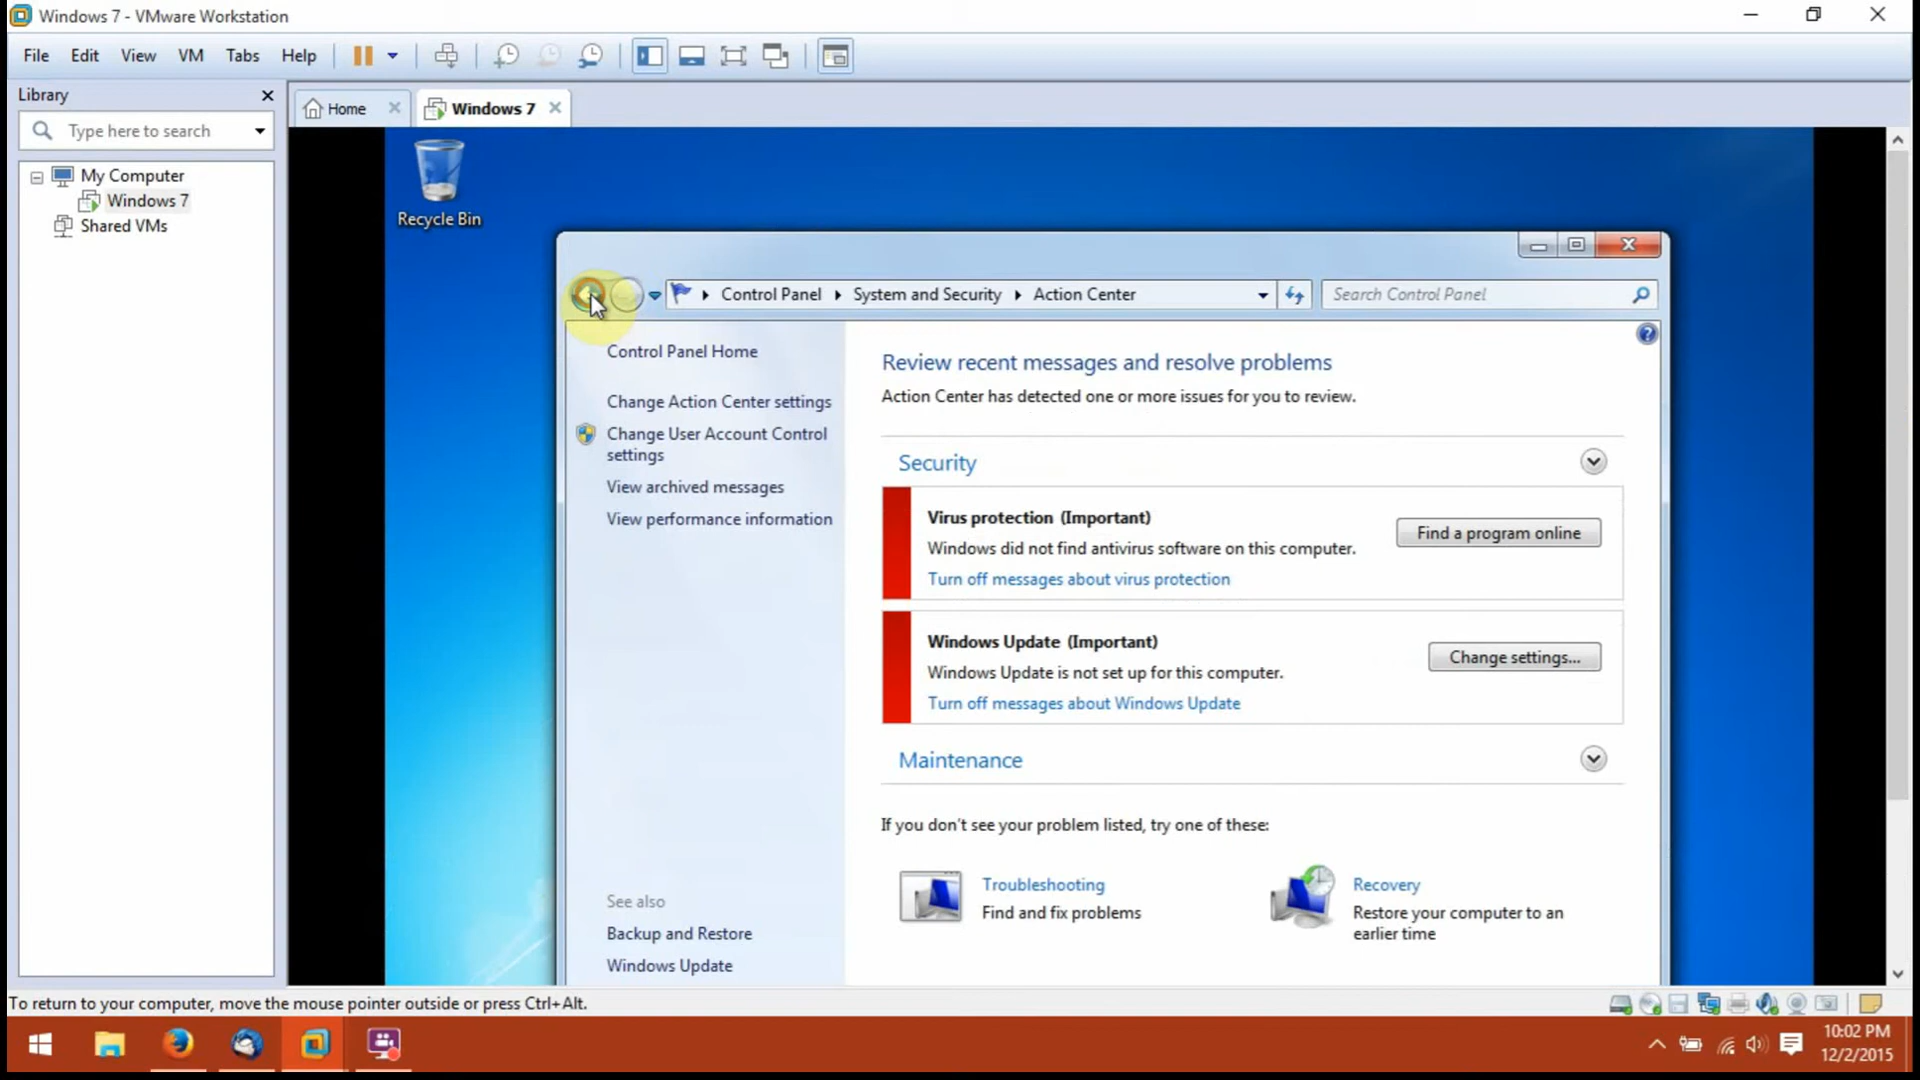 Windows 7 - VMware Workstation
File Edit View VM Tabs Help
Library
Home
Windows 7
Type here to search
My Computer
Windows 7
Shared VMs
Recycle Bin
Control Panel System and Security Action Center
Search Control Panel
Control Panel Home
Change Action Center settings
Change User Account Control
settings
View archived messages
View performance information
See also
Backup and Restore
Windows Update
Review recent messages and resolve problems
Action Center has detected one or more issues for you to review.
Security
Virus protection (Important)
Windows did not find antivirus software on this computer.
Turn off messages about virus protection
Find a program online
Windows Update (Important)
Windows Update is not set up for this computer.
Turn off messages about Windows Update
Change settings...
Maintenance
If you don't see your problem listed, try one of these:
Troubleshooting
Find and fix problems
Recovery
Restore your computer to an
earlier time
To return to your computer, move the mouse pointer outside or press Ctrl+Alt.
10:02 PM
12/2/2015